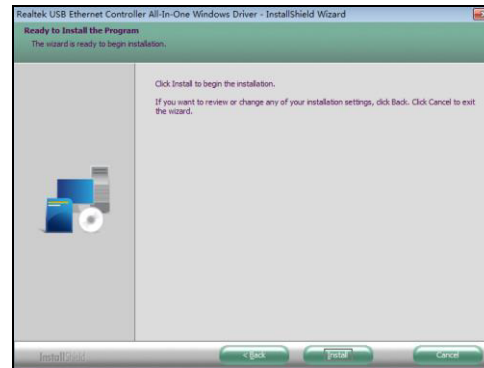 Realtek USB Ethernet Controller All-In-One Windows Driver - InstallShield Wizard
Ready to Install the Program
The wizard is ready to begin installation.
Click Install to begin the installation.
If you want to review or change any of your installation settings, click Back. Click Cancel to exit
the wizard.
InstallShield
< Back
Install
Cancel